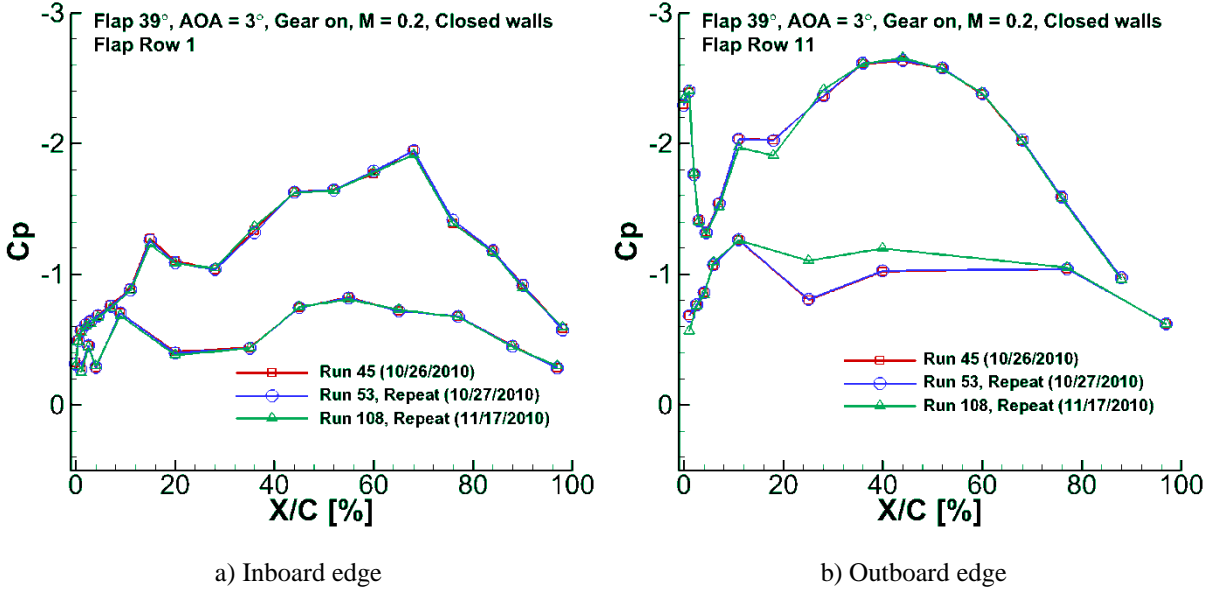 Flap 39°, AOA = 3°, Gear on, M = 0.2, Closed walls
Flap Row 1
-3
-2
-1
0
Cp
Run 45 (10/26/2010)
Run 53, Repeat (10/27/2010)
Run 108, Repeat (11/17/2010)
0 20 40 60 80 100
X/C [%]
a) Inboard edge
Flap 39°, AOA = 3°, Gear on, M = 0.2, Closed walls
Flap Row 11
-3
-2
-1
0
Cp
Run 45 (10/26/2010)
Run 53, Repeat (10/27/2010)
Run 108, Repeat (11/17/2010)
0 20 40 60 80 100
X/C [%]
b) Outboard edge